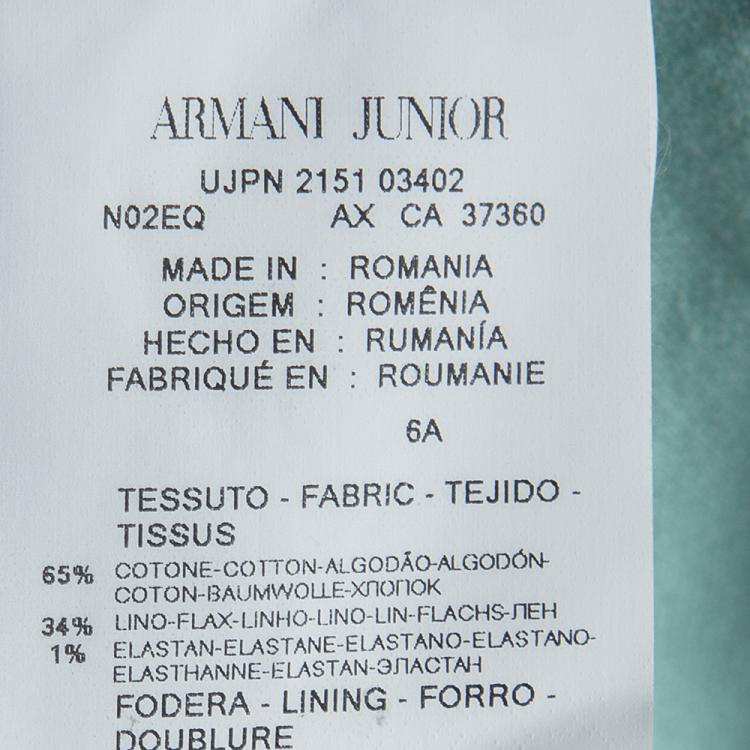 ARMANI JUNIOR
UJPN 2151 03402
N02EQ AX CA 37360
MADE IN : ROMANIA
ORIGEM : ROMÊNIA
HECHO EN : RUMANÍA
FABRIQUÉ EN : ROUMANIE
6A
TESSUTO - FABRIC - TEJIDO -
TISSUS
65% COTONE-COTTON-ALGODÃO-ALGODÓN-
COTON-BAUMWOLLE-ХЛОПОК
34% LINO-FLAX-LINHO-LINO-LIN-FLACHS-ЛЕН
1% ELASTAN-ELASTANE-ELASTANO-ELASTANO-
ELASTHANNE-ELASTAN-ЭЛАСТАН
FODERA - LINING - FORRO -
DOUBLURE